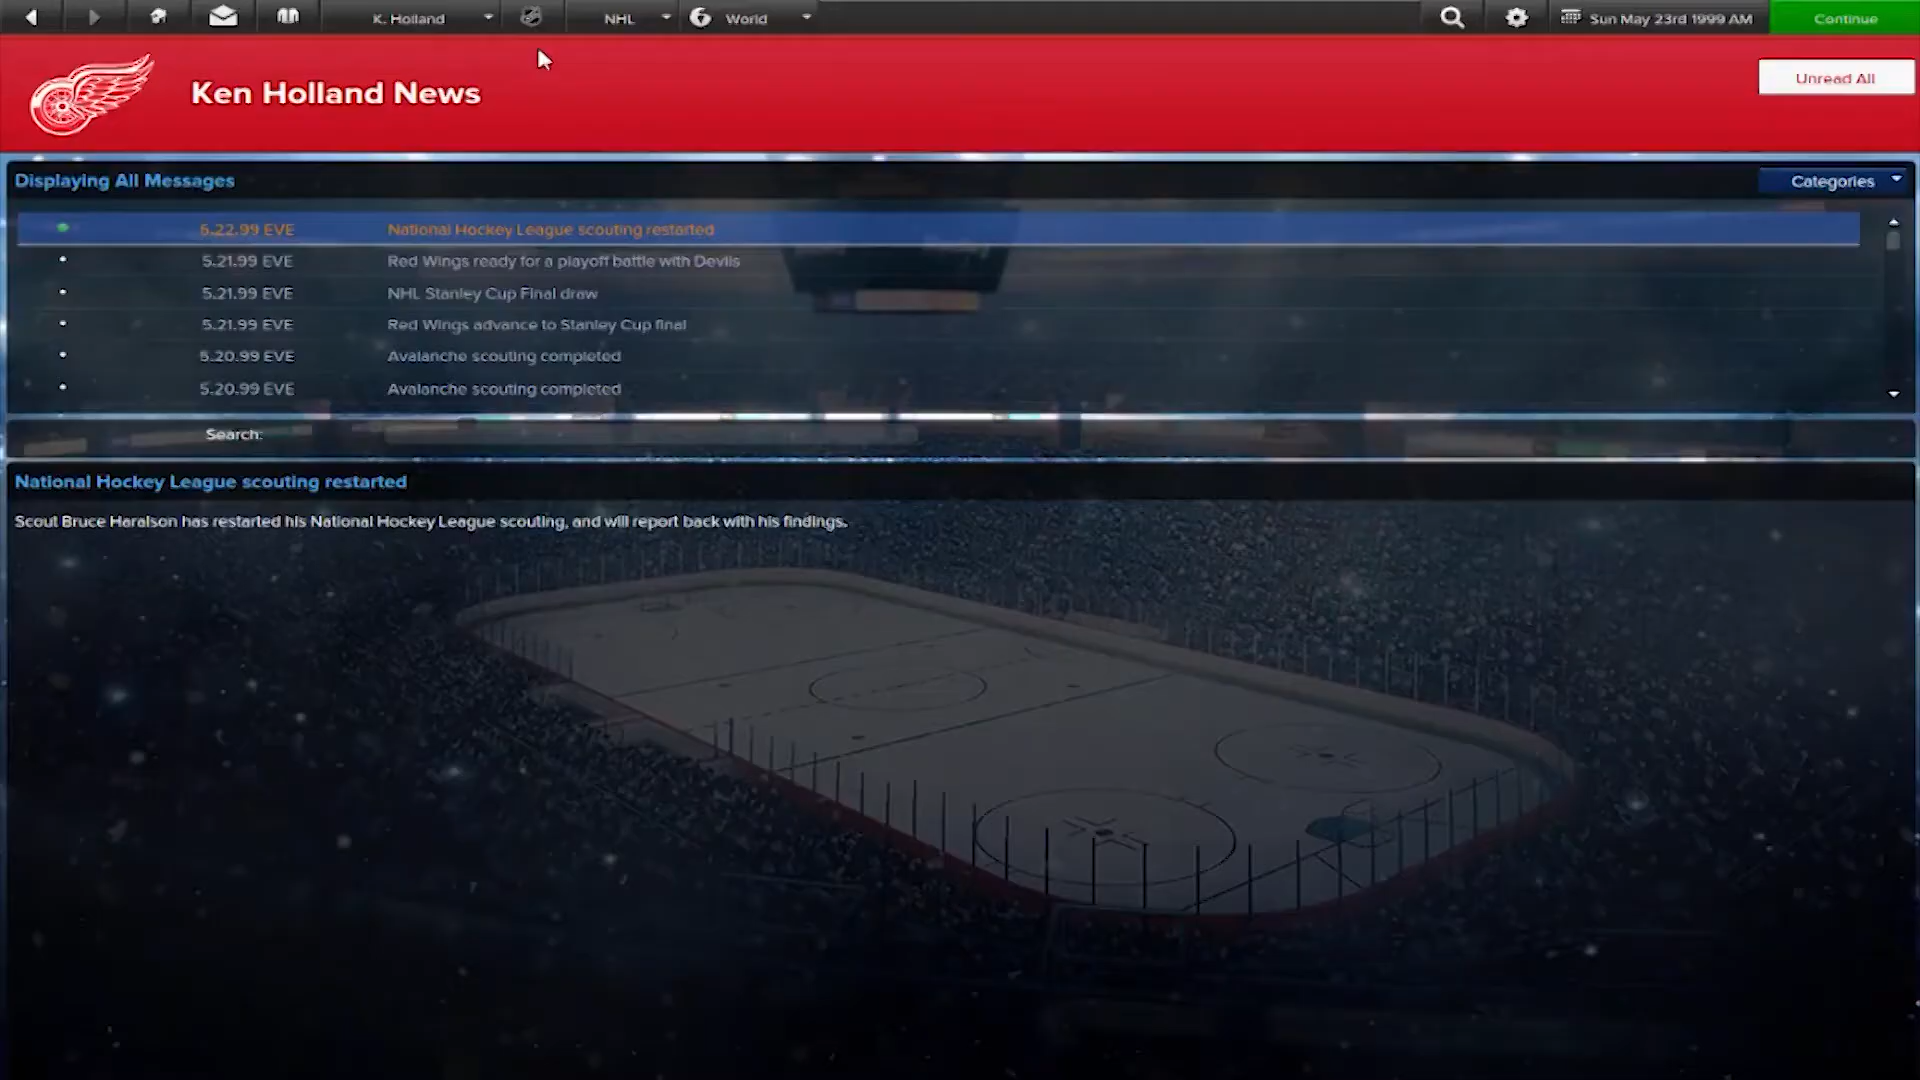 K. Holland NHL World Sun May 23rd 1999 AM Continue
Ken Holland News
Unread All
Displaying All Messages
Categories
5.22.99 EVE National Hockey League scouting restarted
5.21.99 EVE Red Wings ready for a playoff battle with Devils
5.21.99 EVE NHL Stanley Cup Final draw
5.21.99 EVE Red Wings advance to Stanley Cup final
5.20.99 EVE Avalanche scouting completed
5.20.99 EVE Avalanche scouting completed
Search:
National Hockey League scouting restarted
Scout Bruce Haralson has restarted his National Hockey League scouting, and will report back with his findings.